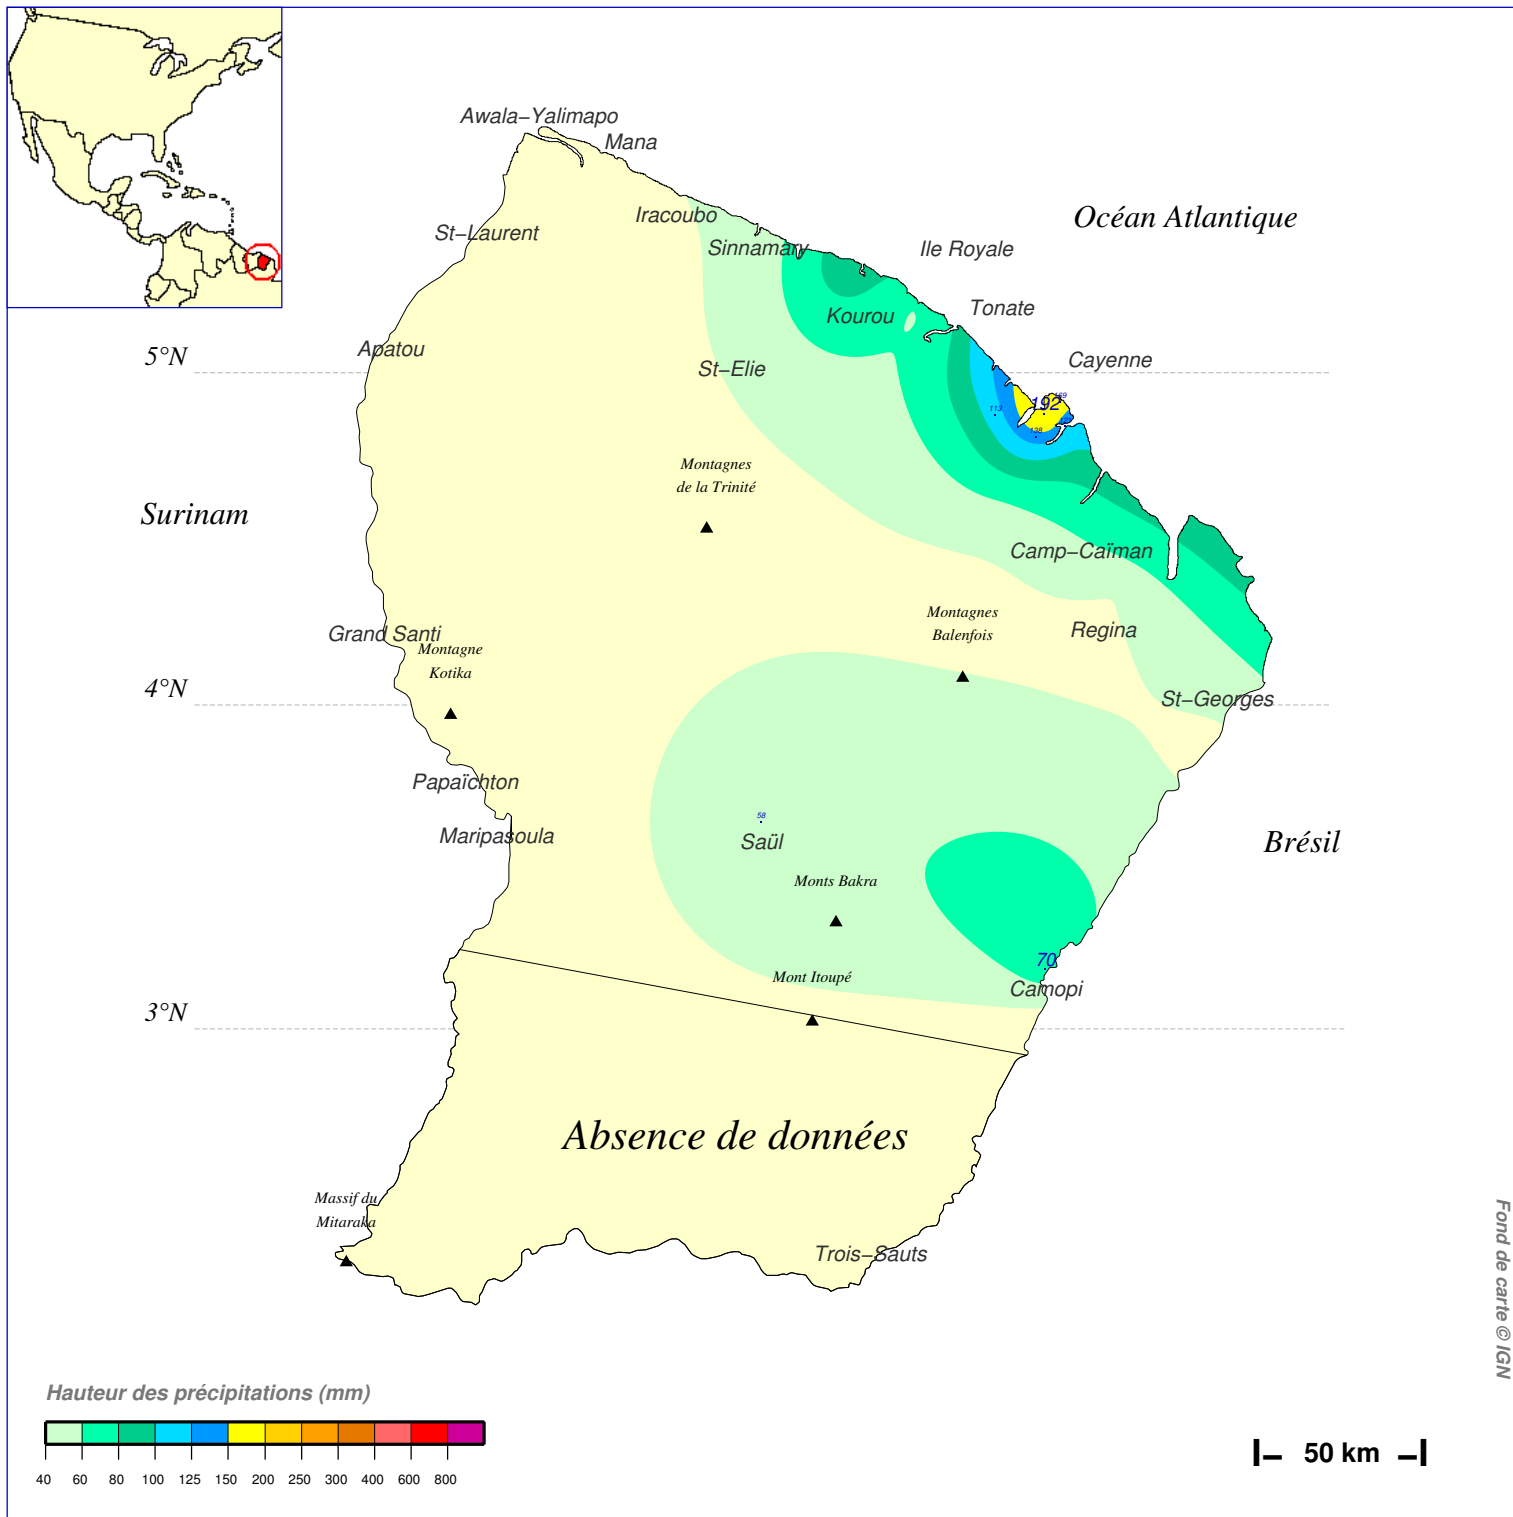 Awala−Yalimapo
Mana
Océan Atlantique
Iracoubo
St−Laurent
Sinnamary
Ile Royale
Tonate
Kourou
Apatou
5°N
Cayenne
St−Elie
192
113
138
Montagnes
de la Trinité
Surinam
Camp−Caïman
Montagnes
Balenfois
Regina
Grand Santi
Montagne
Kotika
4°N
St−Georges
Papaïchton
58
Maripasoula
Saül
Brésil
Monts Bakra
70
Mont Itoupé
Camopi
3°N
Absence de données
Massif du
Mitaraka
Trois−Sauts
Fond de carte © IGN
Hauteur des précipitations (mm)
40 60 80 100 125 150 200 250 300 400 600 800
50 km